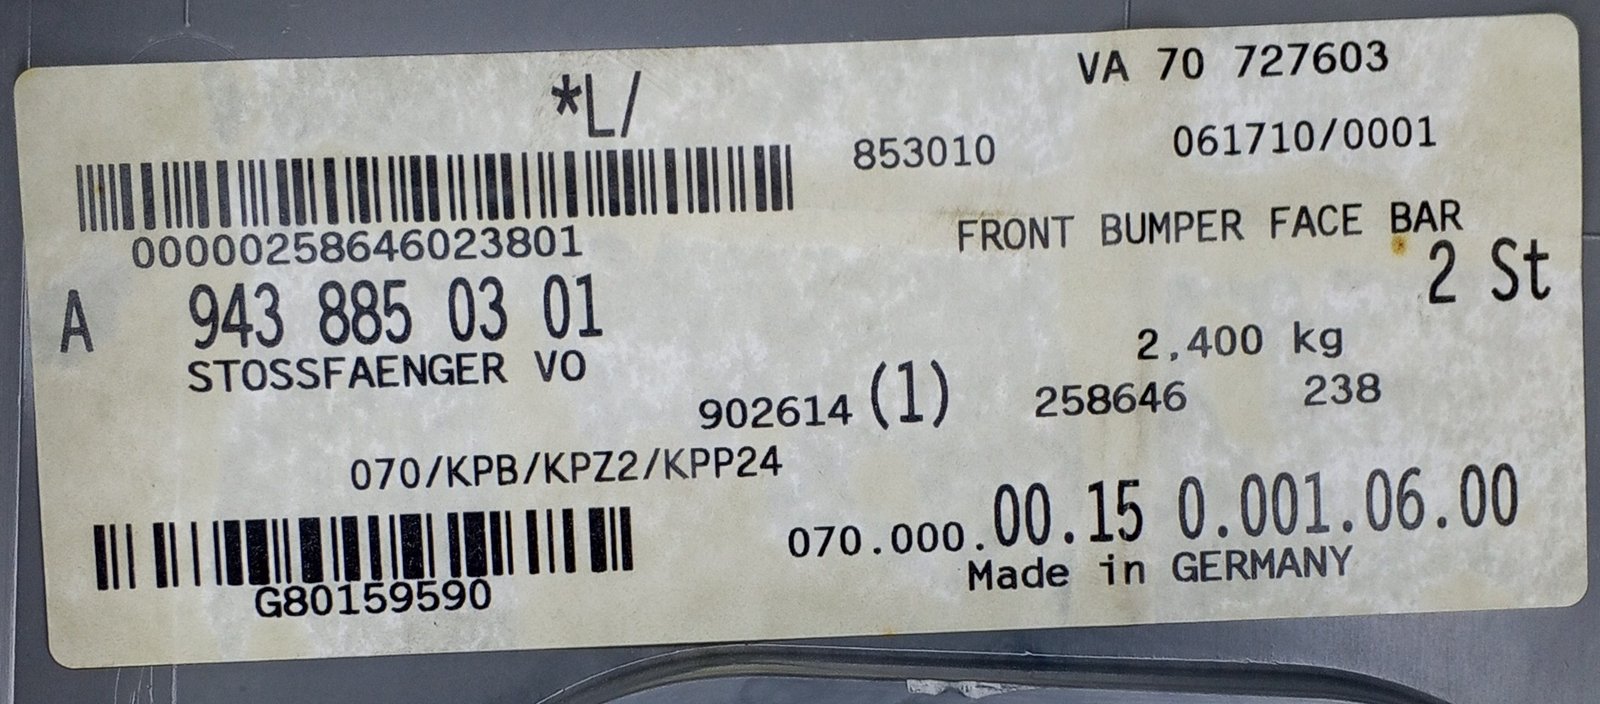 VA 70 727603
*L/
853010 061710/0001
00000258646023801
FRONT BUMPER FACE BAR
2 St
A 943 885 03 01
STOSSFAENGER VO
2,400 kg
902614 (1) 258646 238
070/KPB/KPZ2/KPP24
070.000.00.15 0.001.06.00
Made in GERMANY
G80159590